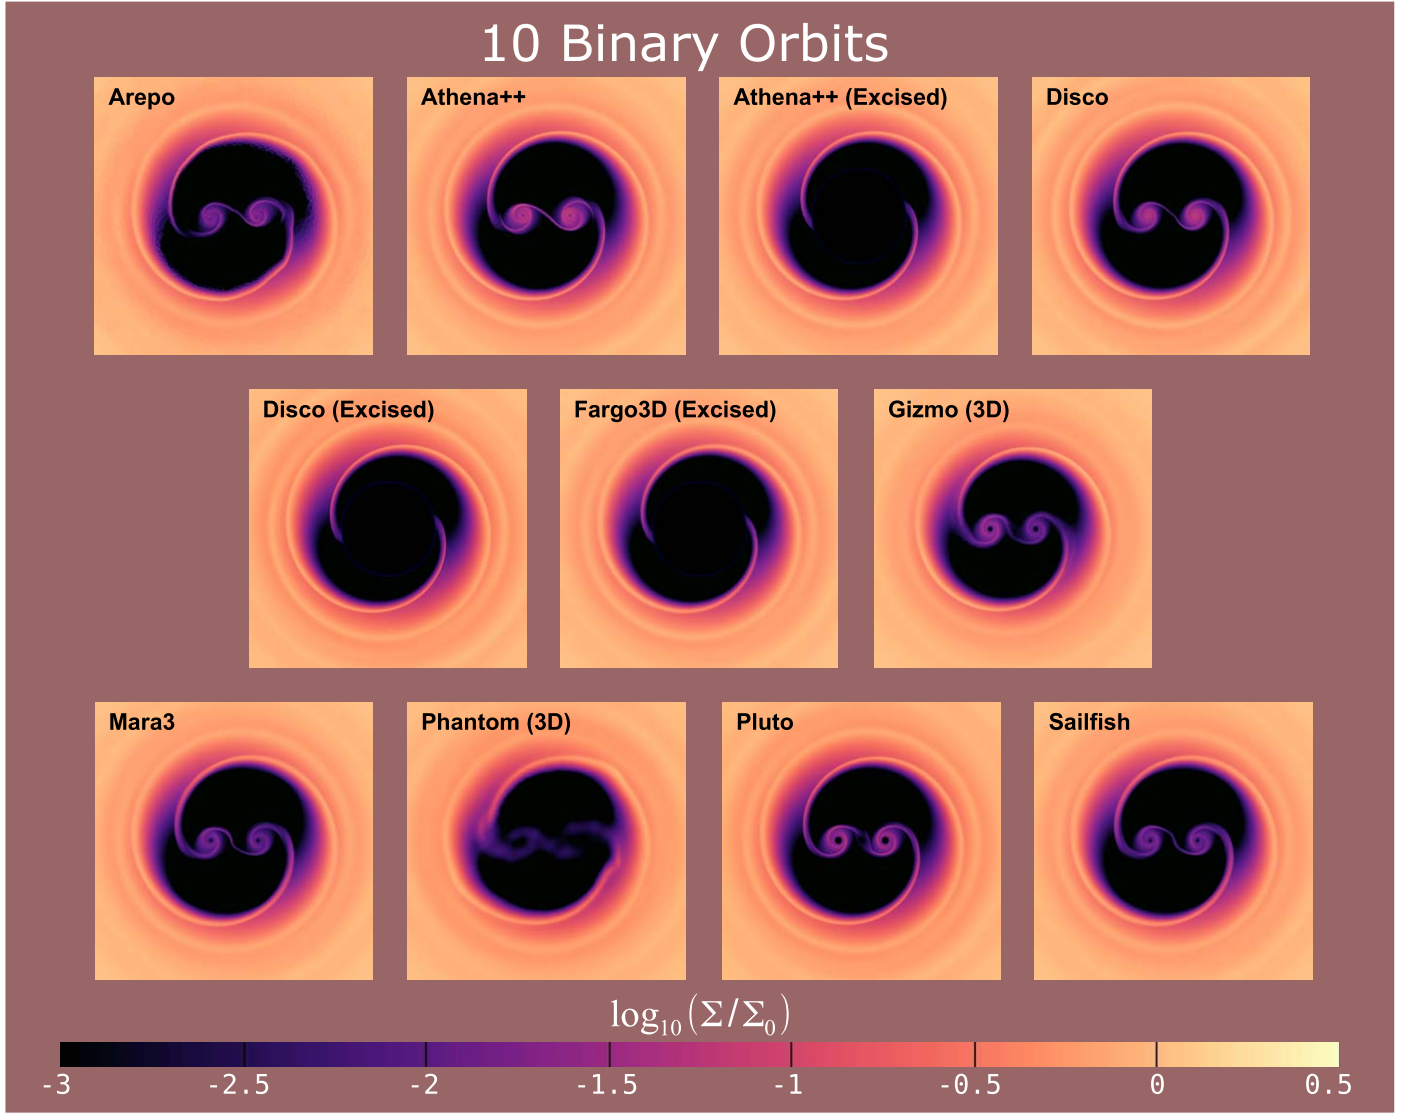 10 Binary Orbits
Arepo
Athena++
Athena++ (Excised)
Disco
Disco (Excised)
Fargo3D (Excised)
Gizmo (3D)
Mara3
Phantom (3D)
Pluto
Sailfish
log₁₀(Σ/Σ₀)
-3 -2.5 -2 -1.5 -1 -0.5 0 0.5